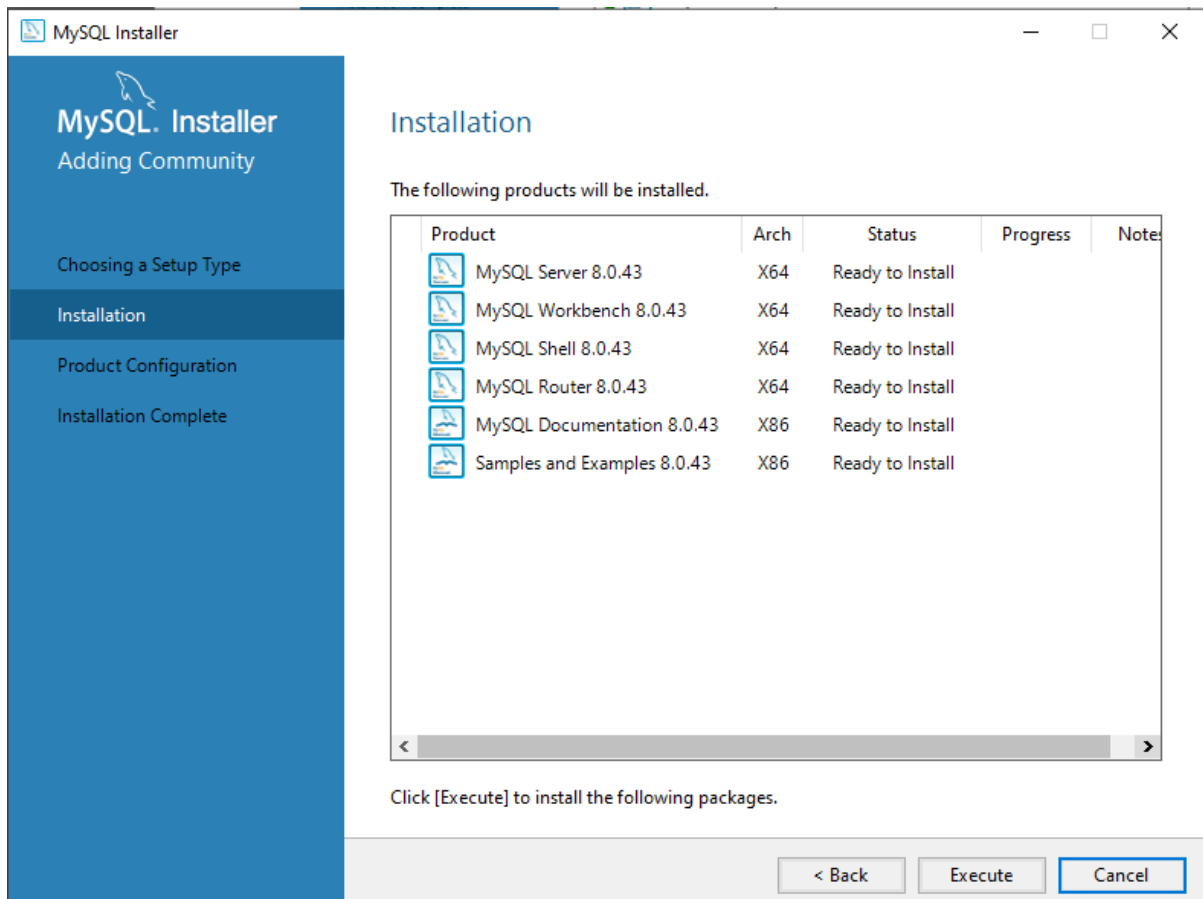 MySQL Installer
MySQL. Installer
Adding Community
Choosing a Setup Type
Installation
Product Configuration
Installation Complete
Installation
The following products will be installed.
Product Arch Status Progress Notes
MySQL Server 8.0.43 X64 Ready to Install
MySQL Workbench 8.0.43 X64 Ready to Install
MySQL Shell 8.0.43 X64 Ready to Install
MySQL Router 8.0.43 X64 Ready to Install
MySQL Documentation 8.0.43 X86 Ready to Install
Samples and Examples 8.0.43 X86 Ready to Install
Click [Execute] to install the following packages.
< Back Execute Cancel